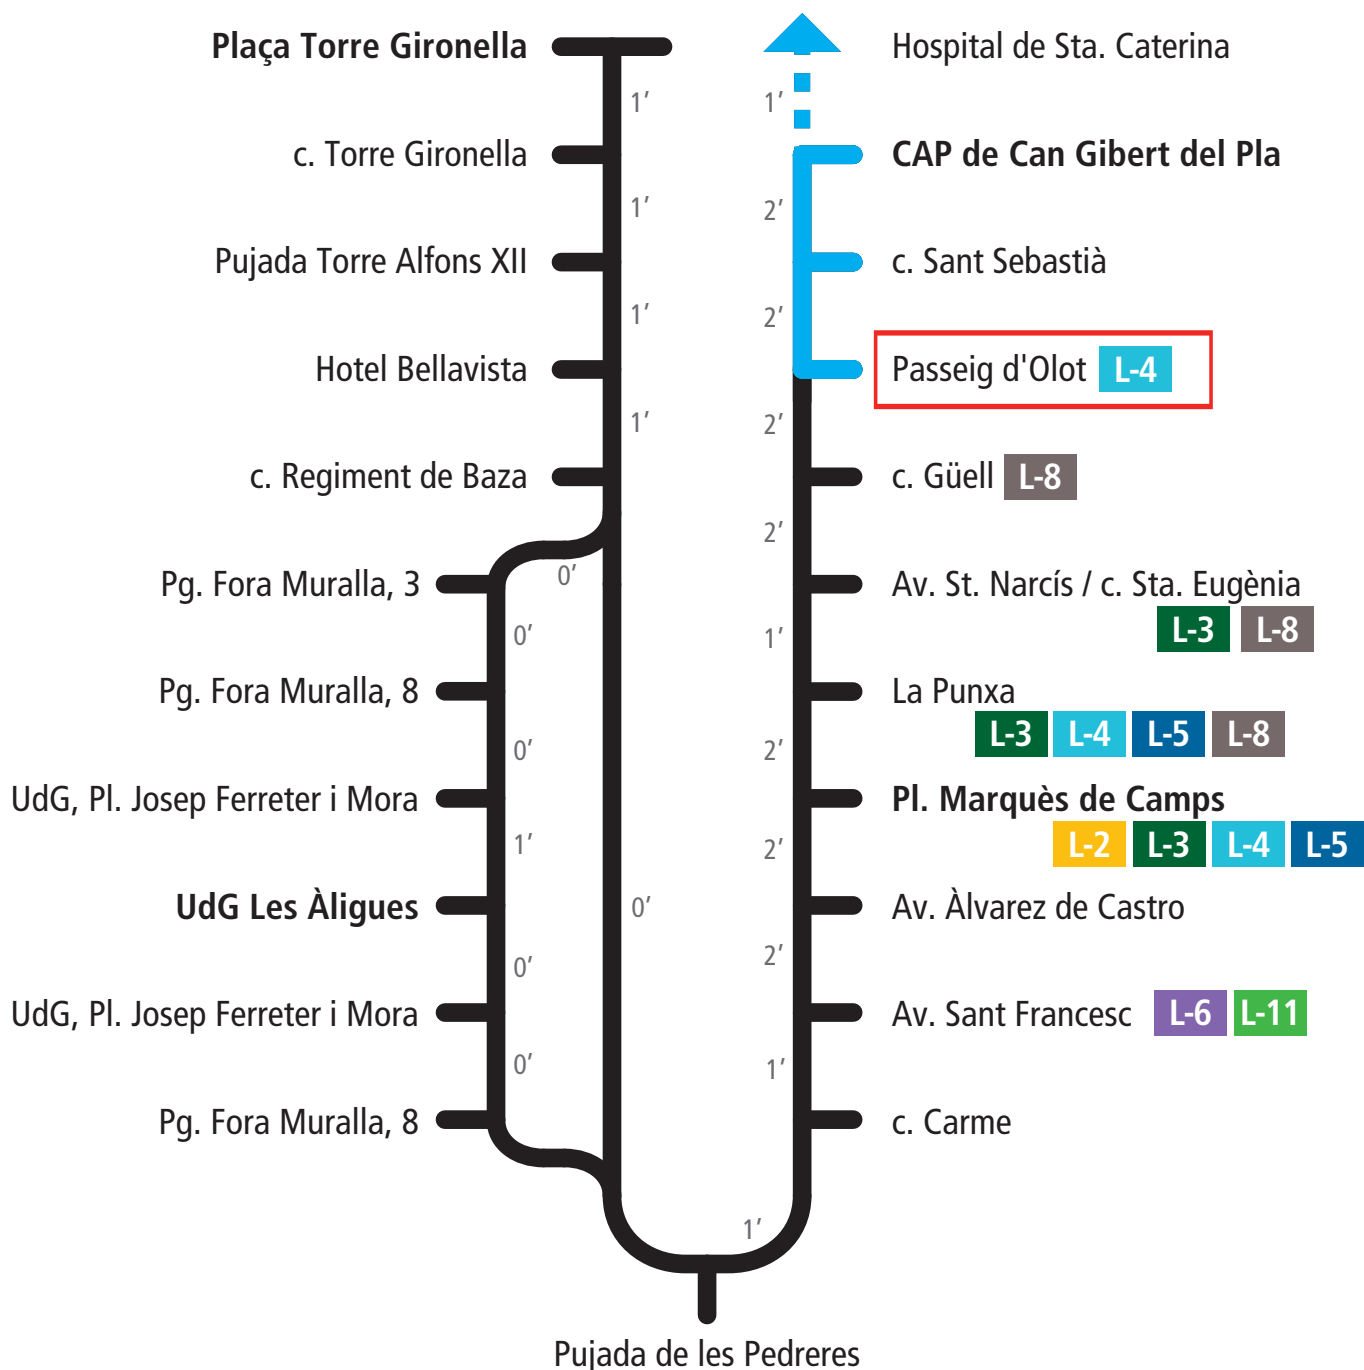 Plaça Torre Gironella
1'
c. Torre Gironella
1'
Pujada Torre Alfons XII
1'
Hotel Bellavista
1'
c. Regiment de Baza
0'
Pg. Fora Muralla, 3
0'
Pg. Fora Muralla, 8
0'
UdG, Pl. Josep Ferreter i Mora
1'
UdG Les Àligues
0'
0'
UdG, Pl. Josep Ferreter i Mora
0'
Pg. Fora Muralla, 8
Hospital de Sta. Caterina
1'
CAP de Can Gibert del Pla
2'
c. Sant Sebastià
2'
Passeig d'Olot L-4
2'
c. Güell L-8
2'
Av. St. Narcís / c. Sta. Eugènia
L-3 L-8
1'
La Punxa
L-3 L-4 L-5 L-8
2'
Pl. Marquès de Camps
L-2 L-3 L-4 L-5
2'
Av. Àlvarez de Castro
2'
Av. Sant Francesc L-6 L-11
1'
c. Carme
1'
Pujada de les Pedreres